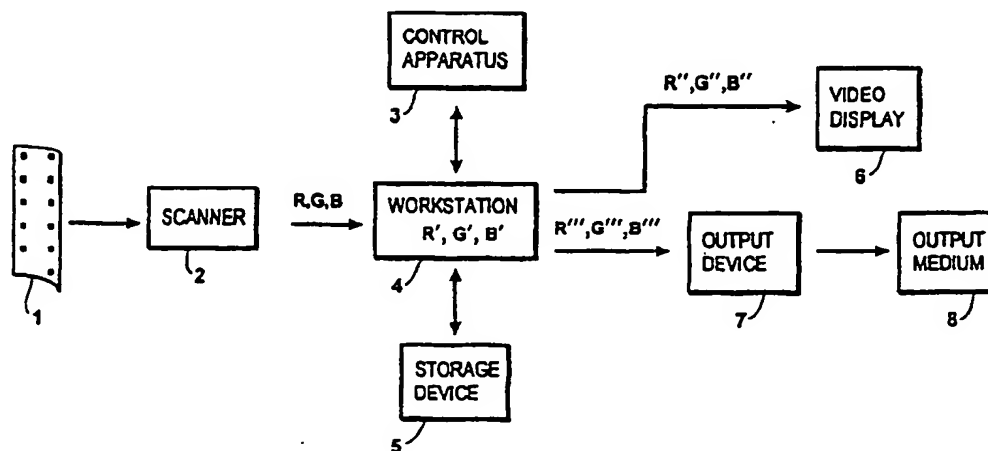 CONTROL
APPARATUS
3
R'',G'',B''
VIDEO
DISPLAY
6
SCANNER
2
R,G,B
WORKSTATION
R', G', B'
4
R''',G''',B'''
OUTPUT
DEVICE
7
OUTPUT
MEDIUM
8
1
STORAGE
DEVICE
5